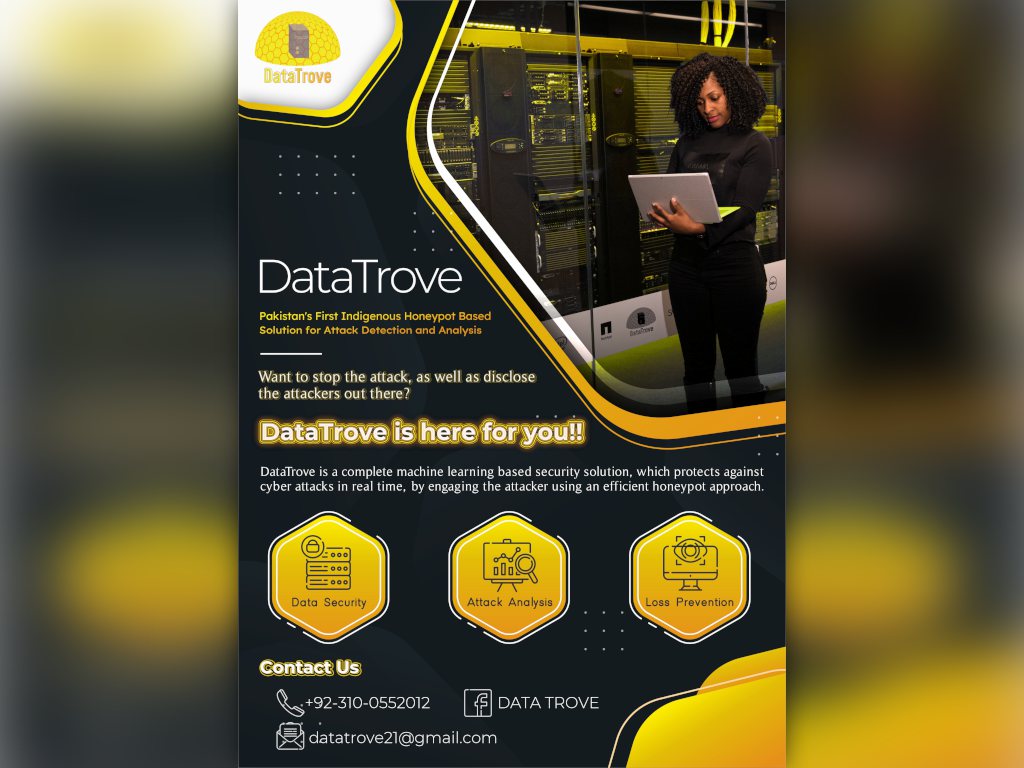 DataTrove
DataTrove
Pakistan's First Indigenous Honeypot Based
Solution for Attack Detection and Analysis
DataTrove
Want to stop the attack, as well as disclose
the attackers out there?
DataTrove is here for you!!
DataTrove is a complete machine learning based security solution, which protects against
cyber attacks in real time, by engaging the attacker using an efficient honeypot approach.
Data Security
Attack Analysis
Loss Prevention
Contact Us
+92-310-0552012
DATA TROVE
datatrove21@gmail.com